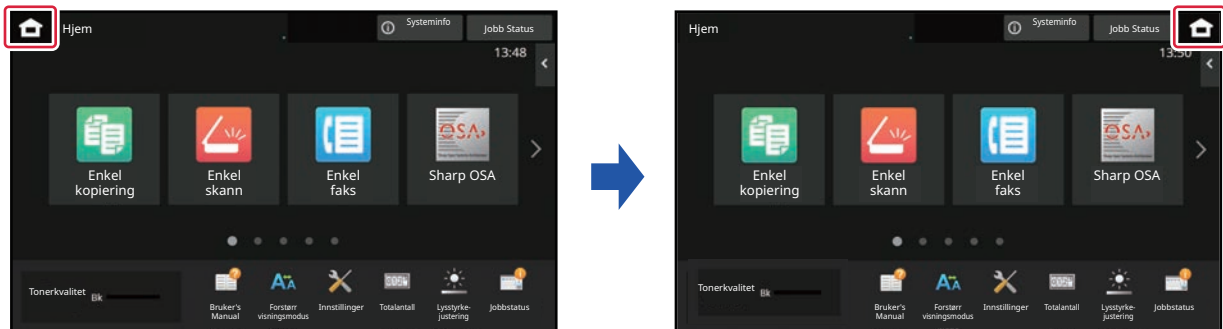 Hjem
Systeminfo
Jobb Status
13:48
Enkel
kopiering
Enkel
skann
Enkel
faks
OSA
Sharp OSA
Tonerkvalitet Bk
Bruker's
Manual
Forstørr
visningsmodus
Innstillinger
Totalantall
Lysstyrke-
justering
Jobbstatus
Hjem
Systeminfo
Jobb Status
13:50
Enkel
kopiering
Enkel
skann
Enkel
faks
OSA
Sharp OSA
Tonerkvalitet Bk
Bruker's
Manual
Forstørr
visningsmodus
Innstillinger
Totalantall
Lysstyrke-
justering
Jobbstatus